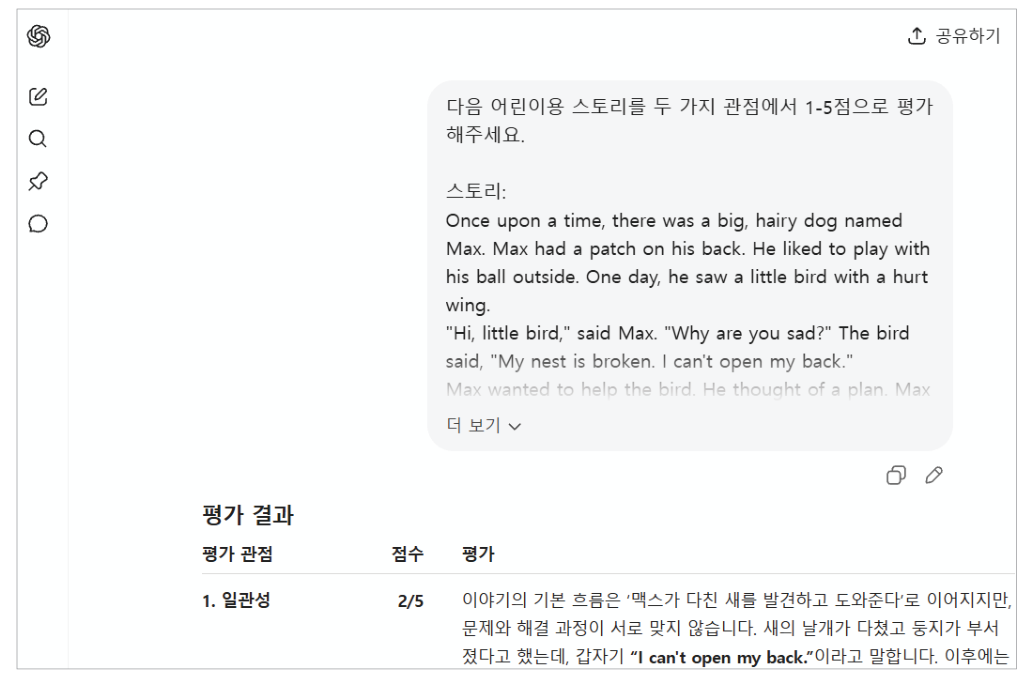 공유하기
다음 어린이용 스토리를 두 가지 관점에서 1-5점으로 평가
해주세요.
스토리:
Once upon a time, there was a big, hairy dog named
Max. Max had a patch on his back. He liked to play with
his ball outside. One day, he saw a little bird with a hurt
wing.
"Hi, little bird," said Max. "Why are you sad?" The bird
said, "My nest is broken. I can't open my back."
Max wanted to help the bird. He thought of a plan. Max
더 보기
평가 결과
평가 관점 점수 평가
1. 일관성 2/5 이야기의 기본 흐름은 ‘맥스가 다친 새를 발견하고 도와준다’로 이어지지만,
문제와 해결 과정이 서로 맞지 않습니다. 새의 날개가 다쳤고 둥지가 부서
졌다고 했는데, 갑자기 “I can't open my back.”이라고 말합니다. 이후에는